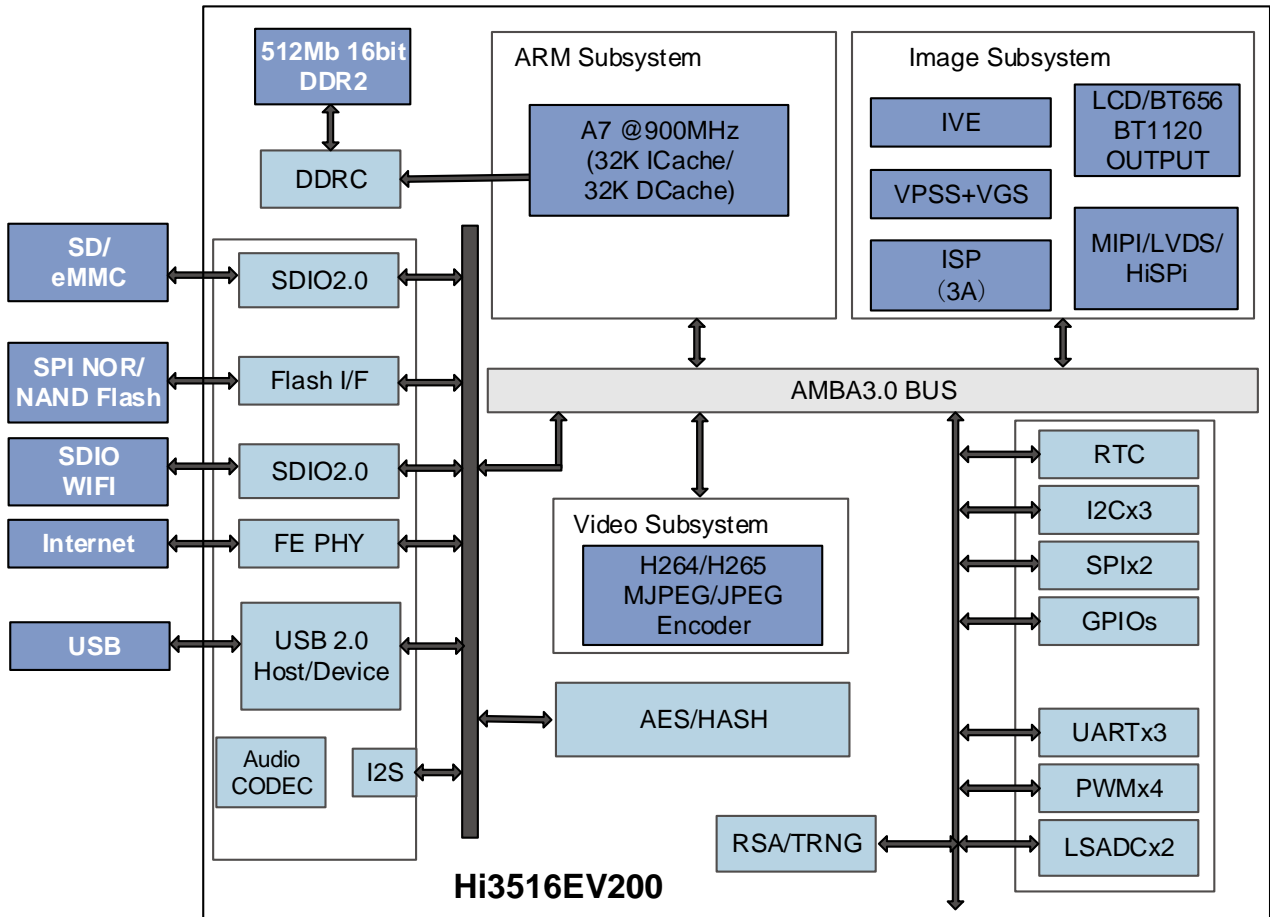 512Mb 16bit
DDR2
DDRC
ARM Subsystem
A7 @900MHz
(32K ICache/
32K DCache)
Image Subsystem
IVE
VPSS+VGS
ISP
（3A）
LCD/BT656
BT1120
OUTPUT
MIPI/LVDS/
HiSPi
SD/
eMMC
SDIO2.0
SPI NOR/
NAND Flash
Flash I/F
SDIO
WIFI
SDIO2.0
Internet
FE PHY
USB
USB 2.0
Host/Device
Audio
CODEC
I2S
AMBA3.0 BUS
Video Subsystem
H264/H265
MJPEG/JPEG
Encoder
AES/HASH
RSA/TRNG
RTC
I2Cx3
SPIx2
GPIOs
UARTx3
PWMx4
LSADCx2
Hi3516EV200